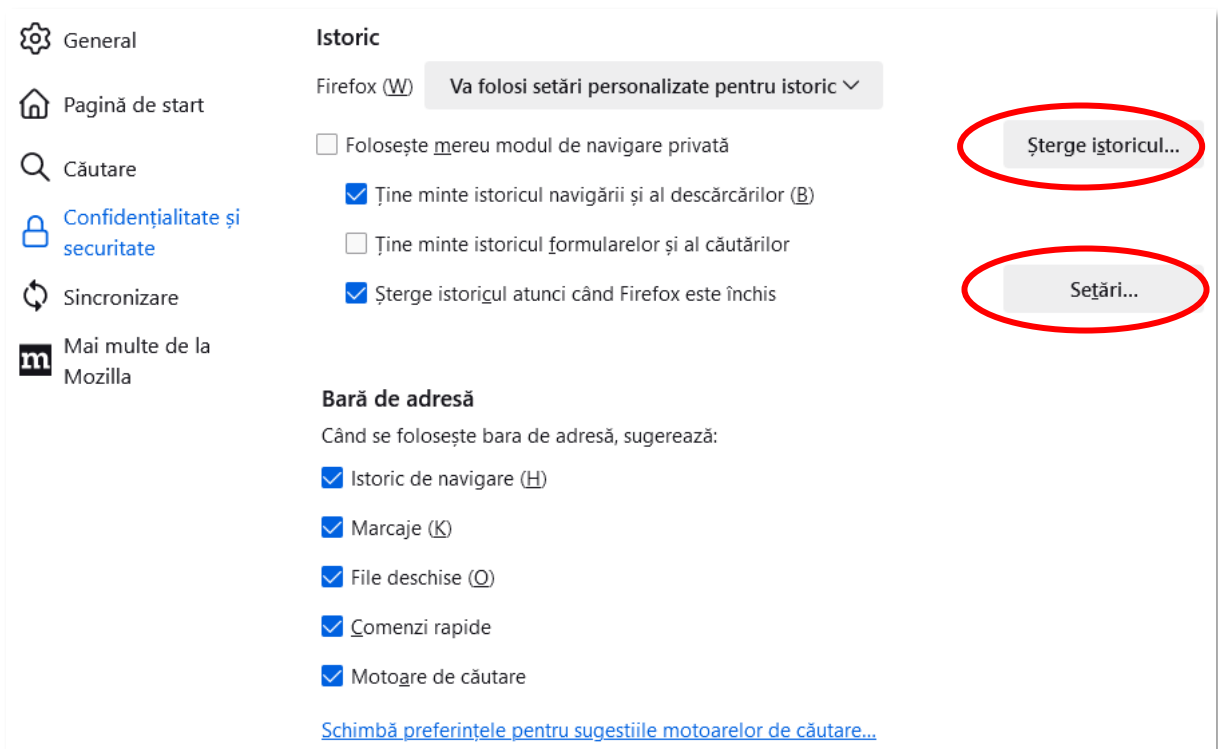 General
Pagină de start
Căutare
Confidențialitate și
securitate
Sincronizare
m
Mai multe de la
Mozilla
Istoric
Firefox (W) Va folosi setări personalizate pentru istoric
Folosește mereu modul de navigare privată
Șterge istoricul...
Ține minte istoricul navigării și al descărcărilor (B)
Ține minte istoricul formularelor și al căutărilor
Șterge istoricul atunci când Firefox este închis
Setări...
Bară de adresă
Când se folosește bara de adresă, sugerează:
Istoric de navigare (H)
Marcaje (K)
File deschise (O)
Comenzi rapide
Motoare de căutare
Schimbă preferințele pentru sugestiile motoarelor de căutare...